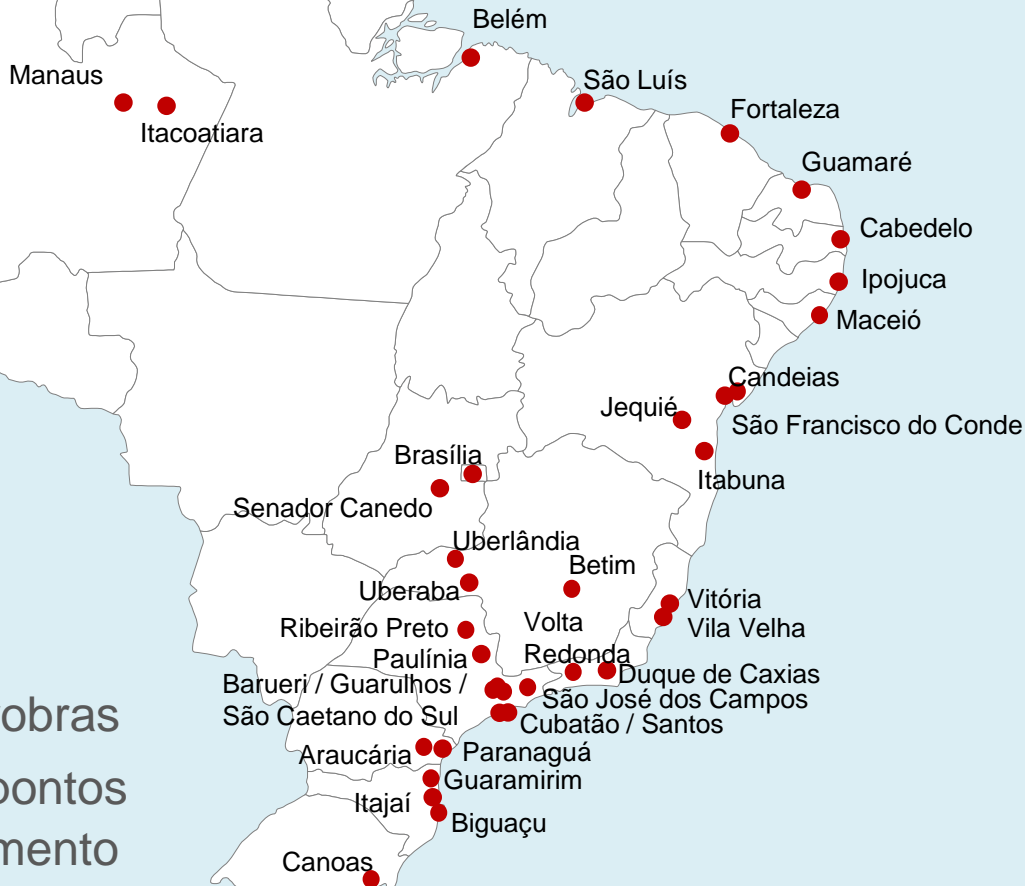 Belém
Manaus
São Luís
Itacoatiara
Fortaleza
Guamaré
Cabedelo
Ipojuca
Maceió
Candeias
Jequié
São Francisco do Conde
Brasília
Itabuna
Senador Canedo
Uberlândia
Betim
Uberaba
Vitória
Volta
Redonda
Vila Velha
Ribeirão Preto
Paulínia
Duque de Caxias
Barueri / Guarulhos /
São Caetano do Sul
São José dos Campos
Cubatão / Santos
obras
Araucária
Paranaguá
Guaramirim
pontos
Itajaí
Biguaçu
mento
Canoas